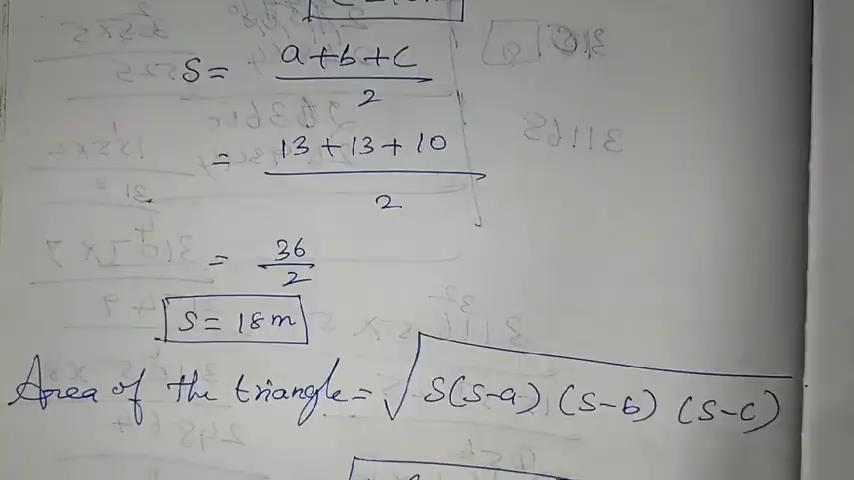 S = a+b+c / 2
= 13+13+10 / 2
= 36 / 2
S = 18m
Area of the triangle = √S(S-a) (S-b) (S-c)